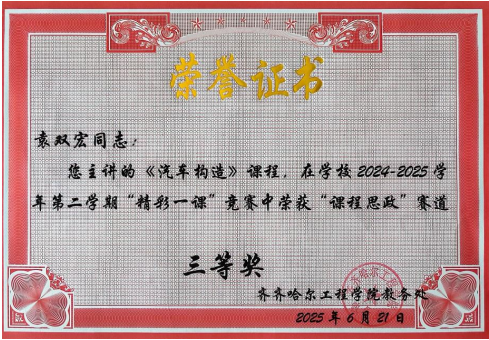 荣誉证书
袁双宏同志：
您主讲的《汽车构造》课程，在学校2024-2025学
年第二学期“精彩一课”竞赛中荣获“课程思政”赛道
三等奖
齐齐哈尔工程学院教务处
2025年6月21日